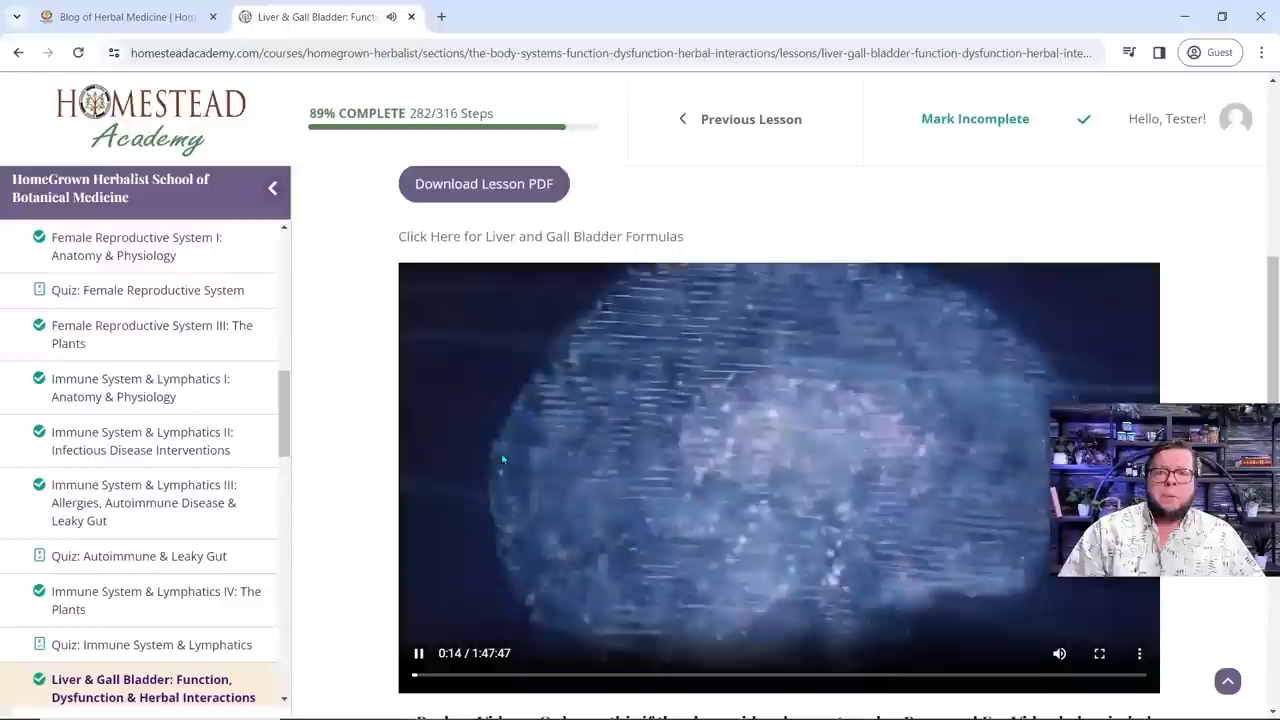 Blog of Herbal Medicine | Hom
Liver & Gall Bladder: Funct
homesteadacademy.com/courses/homegrown-herbalist/sections/the-body-systems-function-dysfunction-herbal-interactions/lessons/liver-gall-bladder-function-dysfunction-herbal-inte...
Guest
HOMESTEAD
Academy
89% COMPLETE 282/316 Steps
Previous Lesson
Mark Incomplete
Hello, Tester!
HomeGrown Herbalist School of
Botanical Medicine
Female Reproductive System I:
Anatomy & Physiology
Quiz: Female Reproductive System
Female Reproductive System III: The
Plants
Immune System & Lymphatics I:
Anatomy & Physiology
Immune System & Lymphatics II:
Infectious Disease Interventions
Immune System & Lymphatics III:
Allergies, Autoimmune Disease &
Leaky Gut
Quiz: Autoimmune & Leaky Gut
Immune System & Lymphatics IV: The
Plants
Quiz: Immune System & Lymphatics
Liver & Gall Bladder: Function,
Dysfunction & Herbal Interactions
Download Lesson PDF
Click Here for Liver and Gall Bladder Formulas
0:14 / 1:47:47